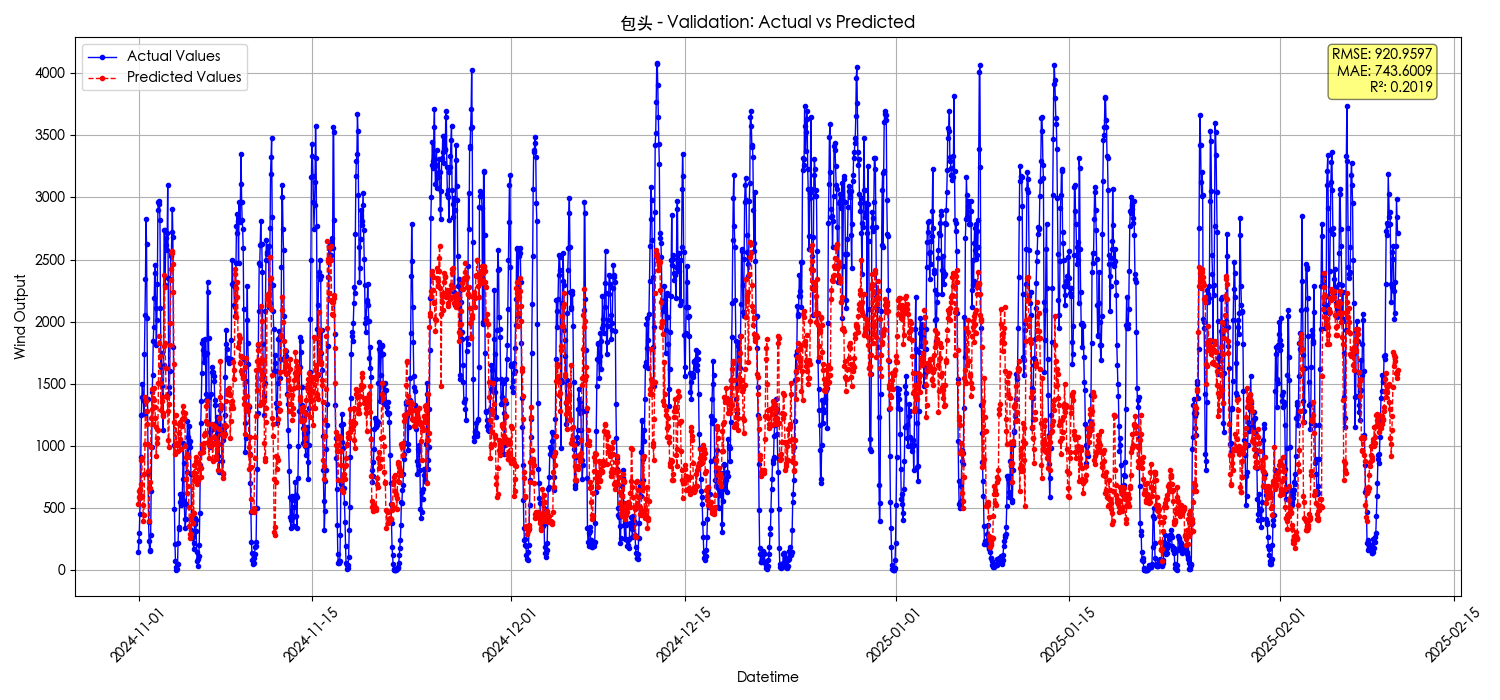 包头 - Validation: Actual vs Predicted
Actual Values
Predicted Values
RMSE: 920.9597
MAE: 743.6009
R²: 0.2019
Wind Output
4000
3500
3000
2500
2000
1500
1000
500
0
2024-11-01
2024-11-15
2024-12-01
2024-12-15
2025-01-01
2025-01-15
2025-02-01
2025-02-15
Datetime